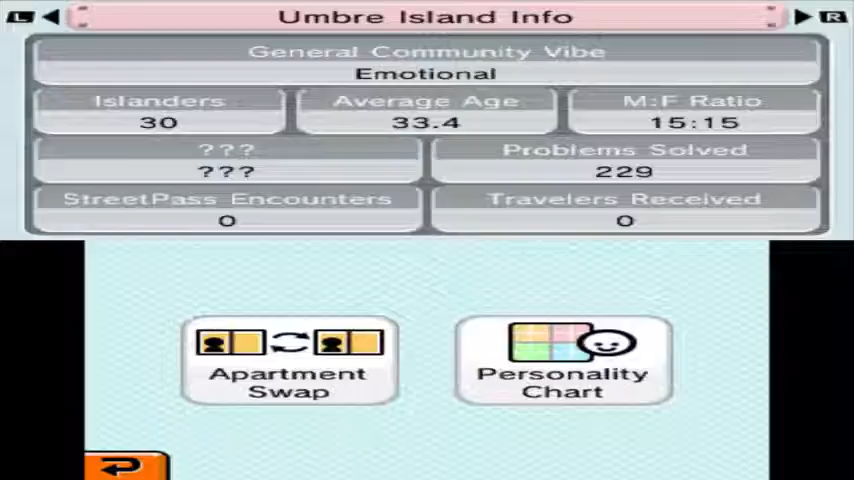 L Umbre Island Info R
General Community Vibe
Emotional
Islanders Average Age M:F Ratio
30 33.4 15:15
??? Problems Solved
??? 229
StreetPass Encounters Travelers Received
0 0
Apartment Personality
Swap Chart